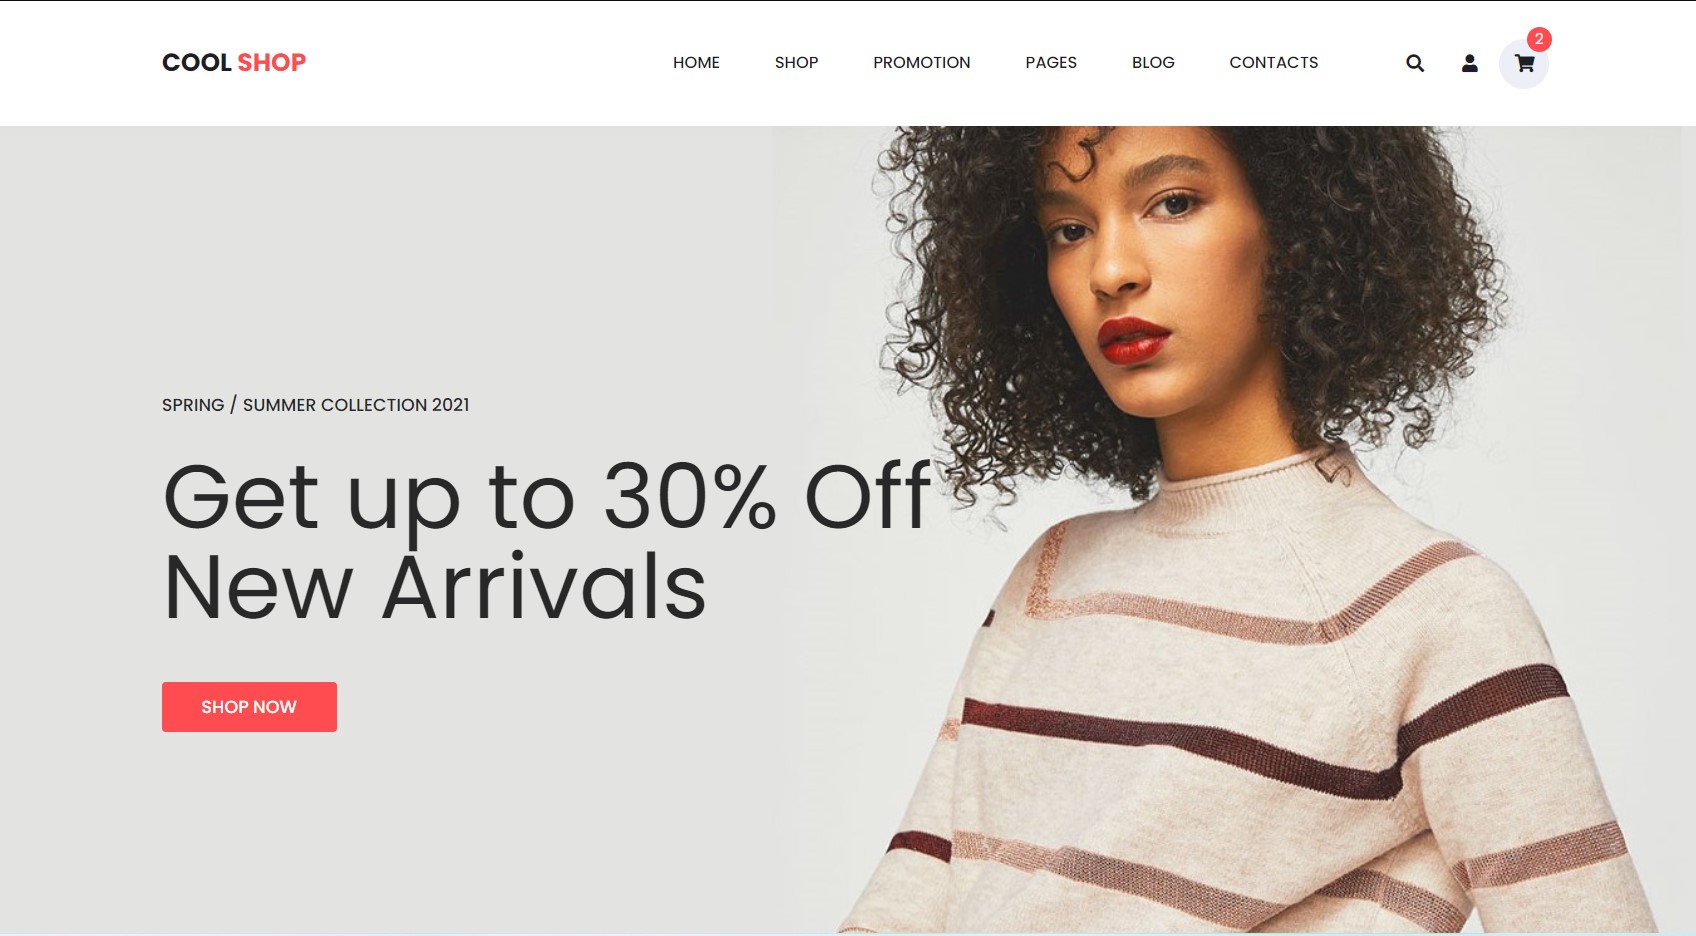 COOL SHOP
HOME SHOP PROMOTION PAGES BLOG CONTACTS
2
SPRING / SUMMER COLLECTION 2021
Get up to 30% Off
New Arrivals
SHOP NOW